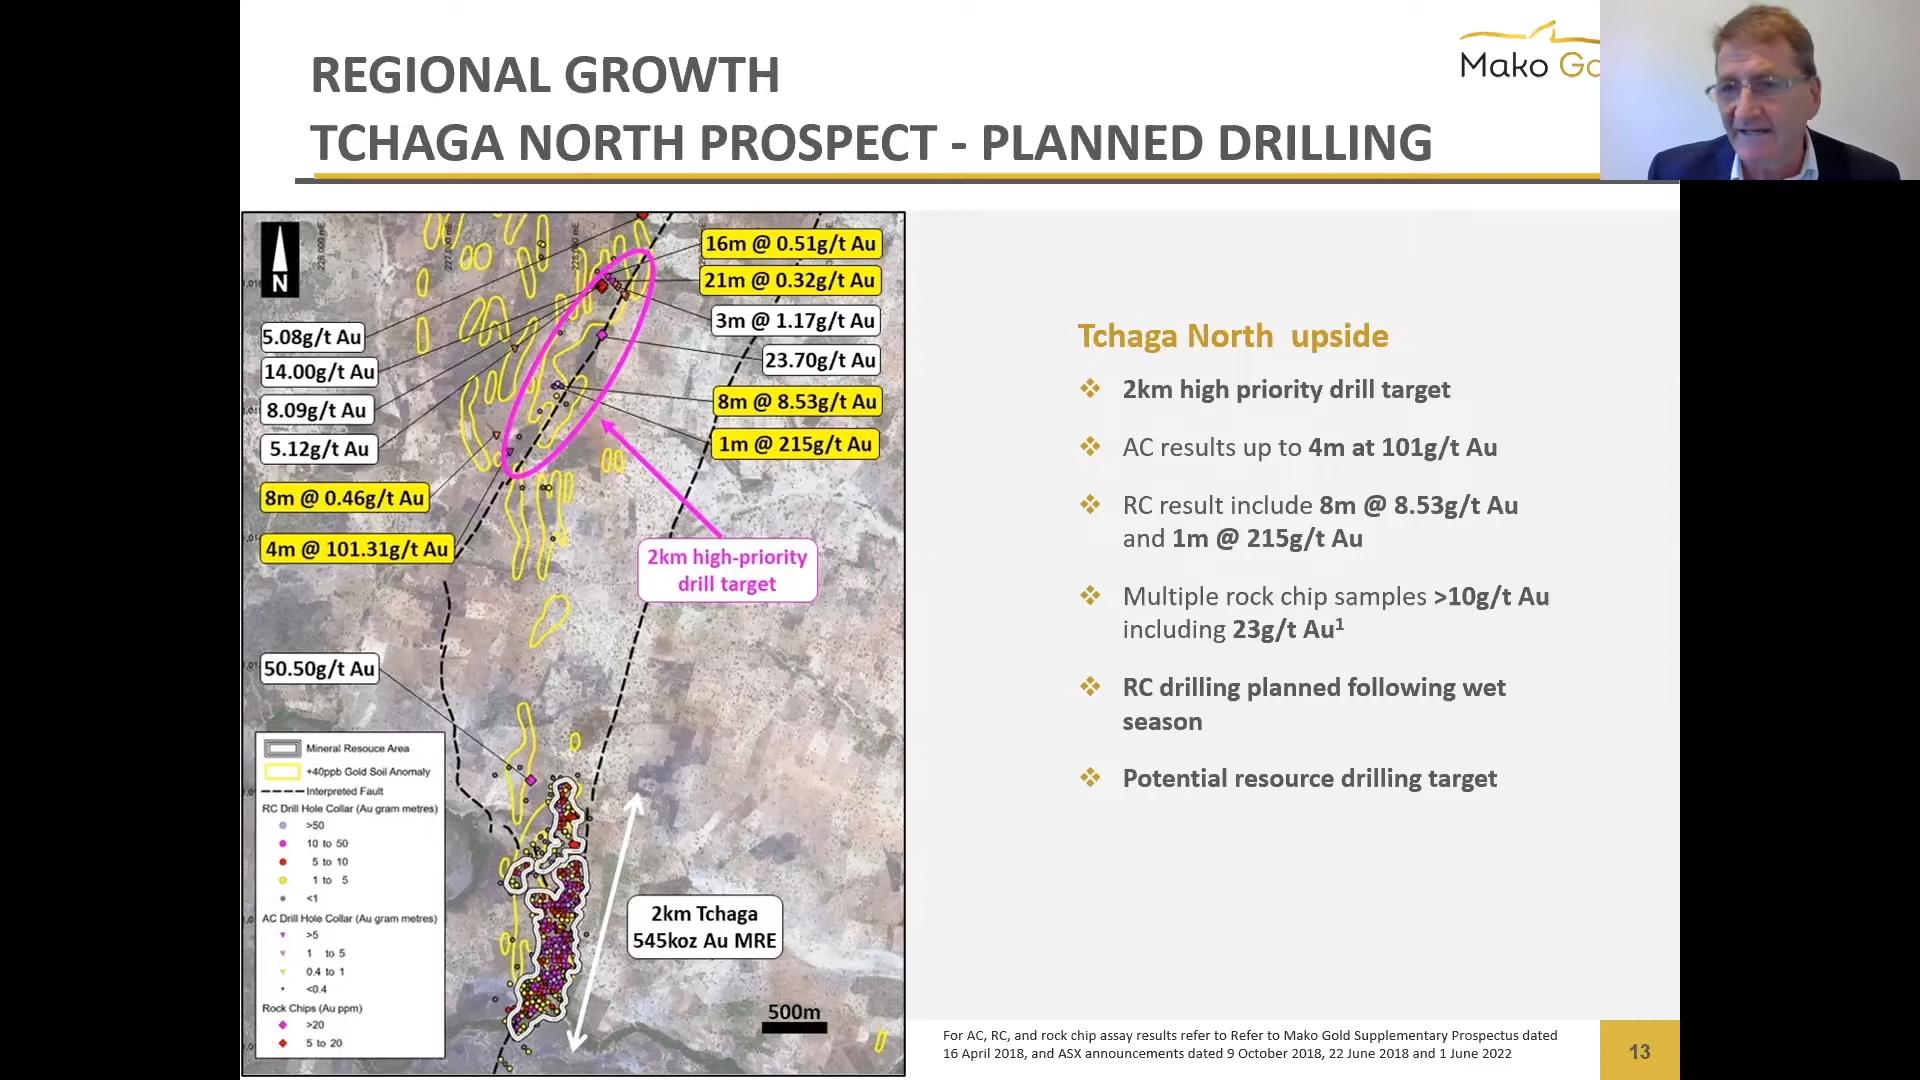 REGIONAL GROWTH
TCHAGA NORTH PROSPECT - PLANNED DRILLING
Mako Go
N
16m @ 0.51g/t Au
21m @ 0.32g/t Au
3m @ 1.17g/t Au
23.70g/t Au
8m @ 8.53g/t Au
1m @ 215g/t Au
5.08g/t Au
14.00g/t Au
8.09g/t Au
5.12g/t Au
8m @ 0.46g/t Au
4m @ 101.31g/t Au
2km high-priority
drill target
50.50g/t Au
Mineral Resouce Area
+40ppb Gold Soil Anomaly
Interpreted Fault
RC Drill Hole Collar (Au gram metres)
>50
10 to 50
5 to 10
1 to 5
<1
AC Drill Hole Collar (Au gram metres)
>5
1 to 5
0.4 to 1
<0.4
Rock Chips (Au ppm)
>20
5 to 20
2km Tchaga
545koz Au MRE
500m
Tchaga North upside
2km high priority drill target
AC results up to 4m at 101g/t Au
RC result include 8m @ 8.53g/t Au
and 1m @ 215g/t Au
Multiple rock chip samples >10g/t Au
including 23g/t Au¹
RC drilling planned following wet
season
Potential resource drilling target
For AC, RC, and rock chip assay results refer to Refer to Mako Gold Supplementary Prospectus dated
16 April 2018, and ASX announcements dated 9 October 2018, 22 June 2018 and 1 June 2022
13